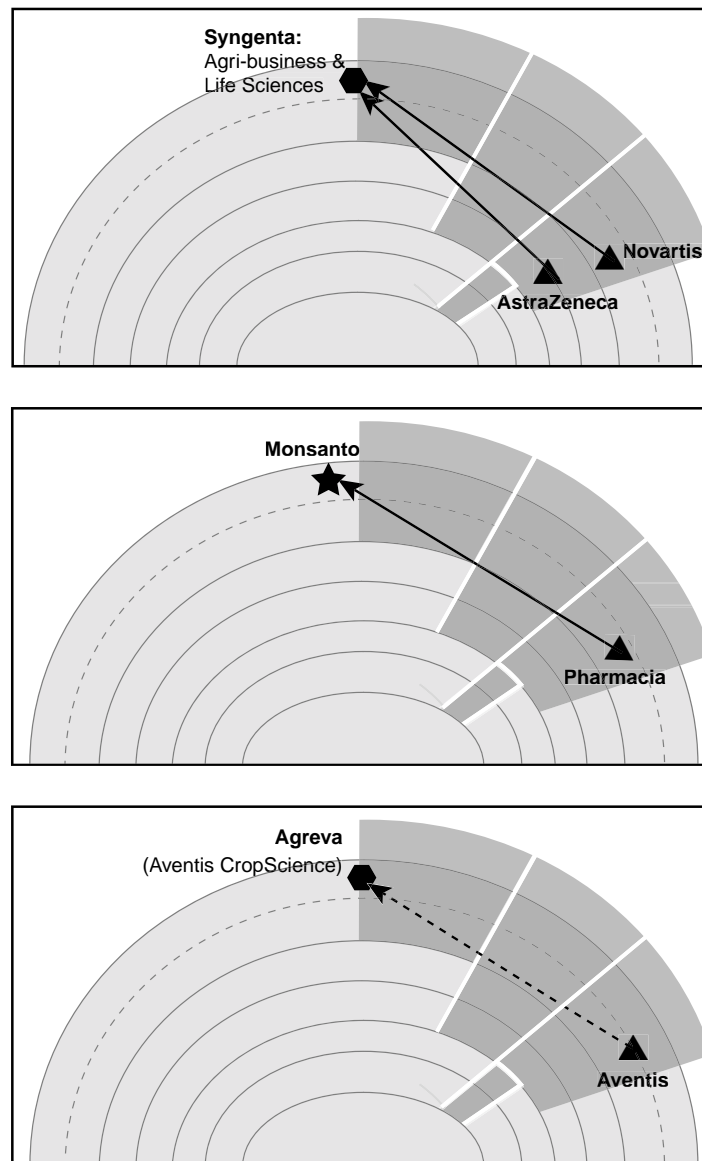 Syngenta:
Agri-business &
Life Sciences
Novartis
AstraZeneca
Monsanto
Pharmacia
Agreva
(Aventis CropScience)
Aventis